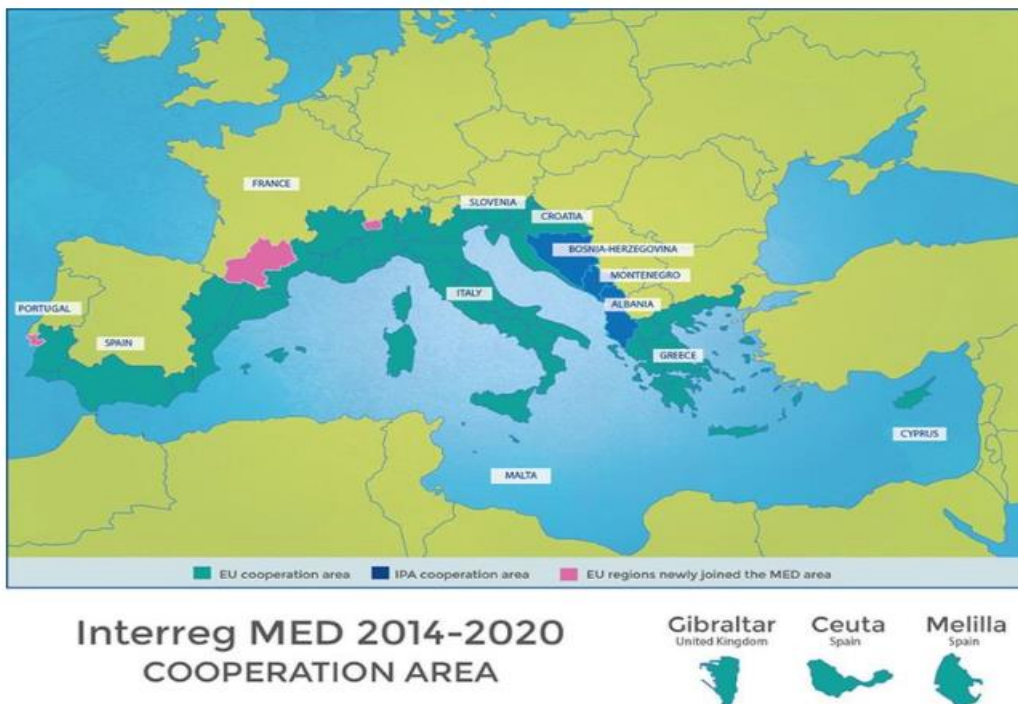 FRANCE
SLOVENIA
CROATIA
BOSNIA-HERZEGOVINA
MONTENEGRO
ITALY
ALBANIA
PORTUGAL
SPAIN
GREECE
CYPRUS
MALTA
EU cooperation area IPA cooperation area EU regions newly joined the MED area
Interreg MED 2014-2020
COOPERATION AREA
Gibraltar
United Kingdom
Ceuta
Spain
Melilla
Spain